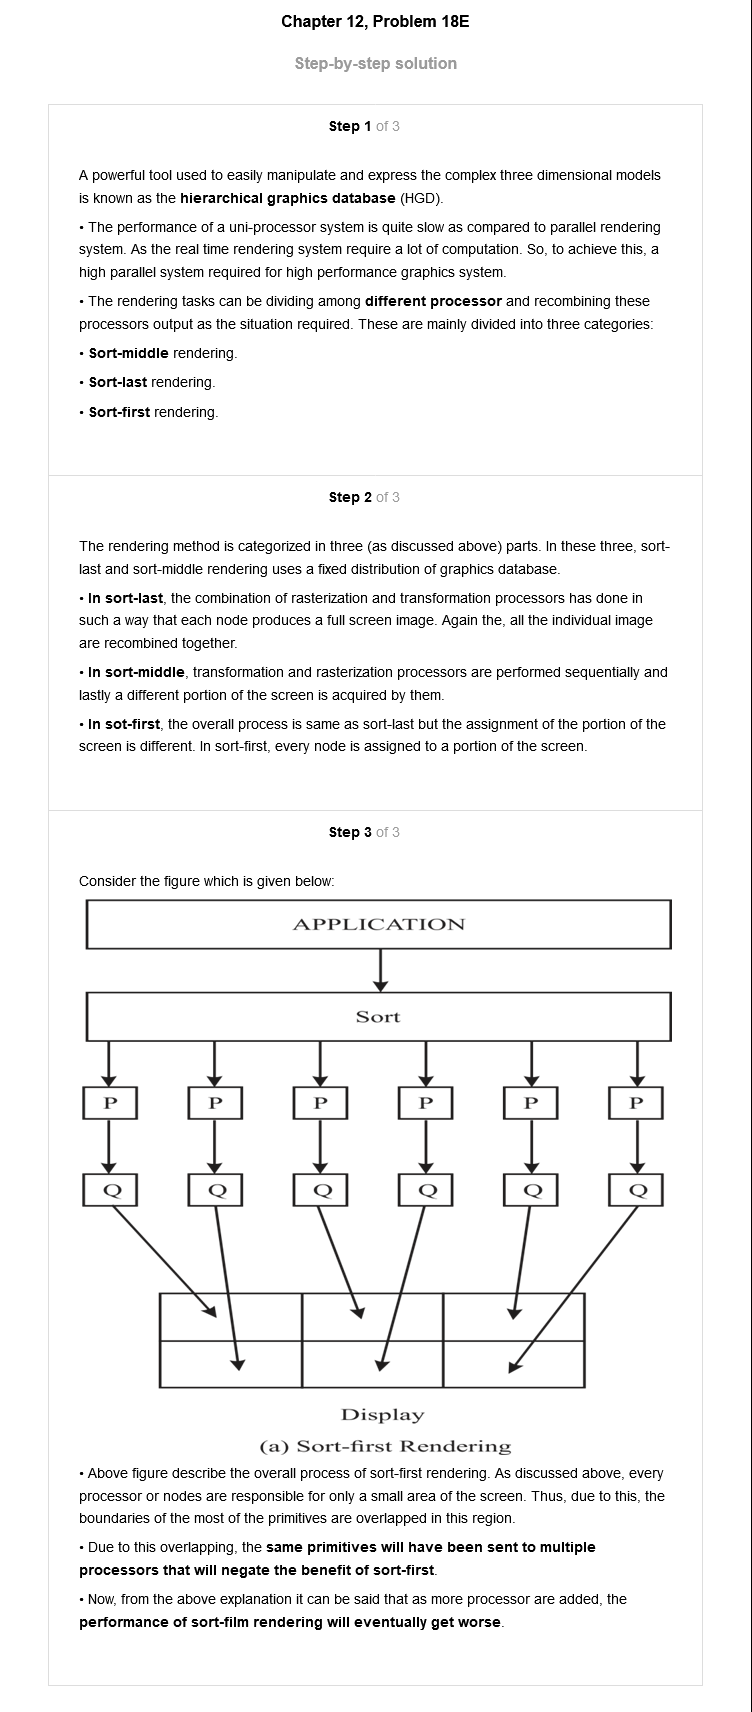 Chapter 12, Problem 18E
Step-by-step solution
Step 1 of 3
A powerful tool used to easily manipulate and express the complex three dimensional models
is known as the hierarchical graphics database (HGD).
• The performance of a uni-processor system is quite slow as compared to parallel rendering
system. As the real time rendering system require a lot of computation. So, to achieve this, a
high parallel system required for high performance graphics system.
• The rendering tasks can be dividing among different processor and recombining these
processors output as the situation required. These are mainly divided into three categories:
• Sort-middle rendering.
• Sort-last rendering.
• Sort-first rendering.
Step 2 of 3
The rendering method is categorized in three (as discussed above) parts. In these three, sort-
last and sort-middle rendering uses a fixed distribution of graphics database.
• In sort-last, the combination of rasterization and transformation processors has done in
such a way that each node produces a full screen image. Again the, all the individual image
are recombined together.
• In sort-middle, transformation and rasterization processors are performed sequentially and
lastly a different portion of the screen is acquired by them.
• In sot-first, the overall process is same as sort-last but the assignment of the portion of the
screen is different. In sort-first, every node is assigned to a portion of the screen.
Step 3 of 3
Consider the figure which is given below:
APPLICATION
Sort
P P P P P P
Q Q Q Q Q Q
Display
(a) Sort-first Rendering
• Above figure describe the overall process of sort-first rendering. As discussed above, every
processor or nodes are responsible for only a small area of the screen. Thus, due to this, the
boundaries of the most of the primitives are overlapped in this region.
• Due to this overlapping, the same primitives will have been sent to multiple
processors that will negate the benefit of sort-first.
• Now, from the above explanation it can be said that as more processor are added, the
performance of sort-film rendering will eventually get worse.